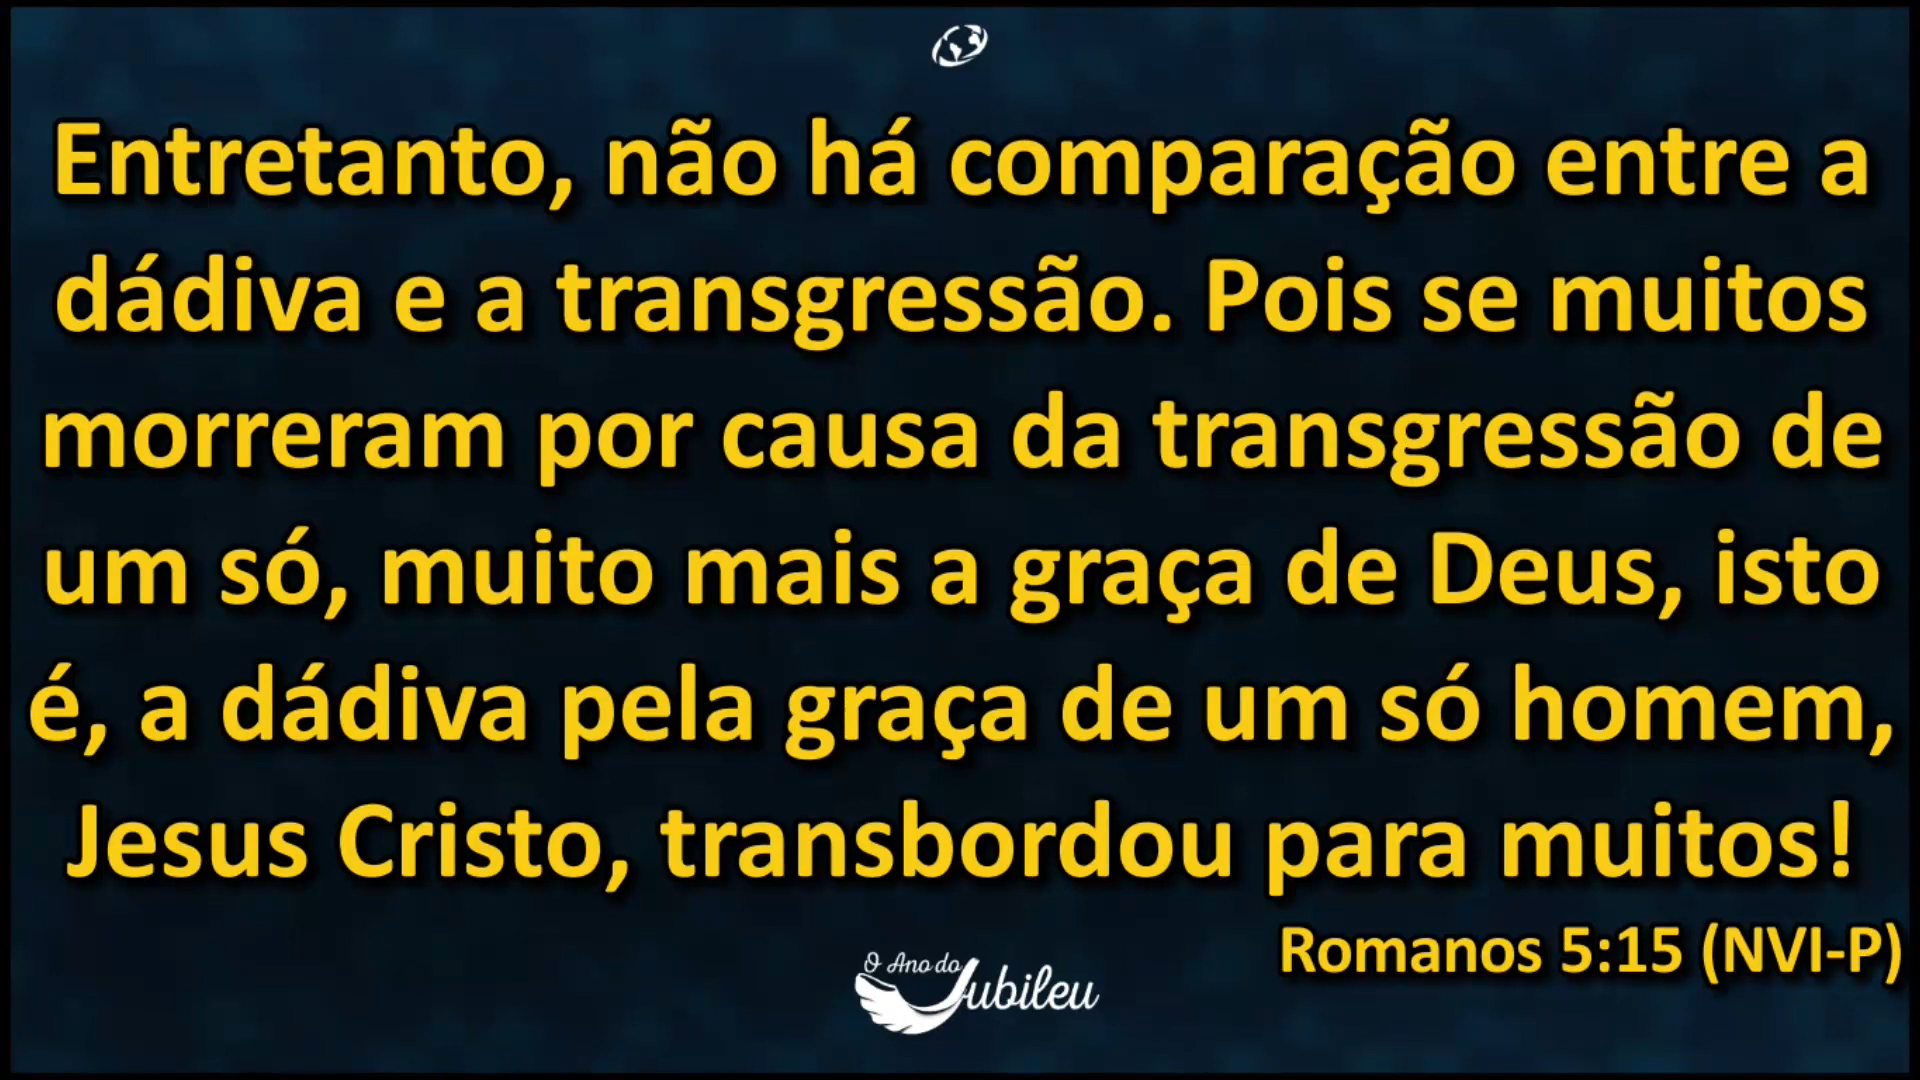 Entretanto, não há comparação entre a
dádiva e a transgressão. Pois se muitos
morreram por causa da transgressão de
um só, muito mais a graça de Deus, isto
é, a dádiva pela graça de um só homem,
Jesus Cristo, transbordou para muitos!
Romanos 5:15 (NVI-P)
O Ano do
Jubileu